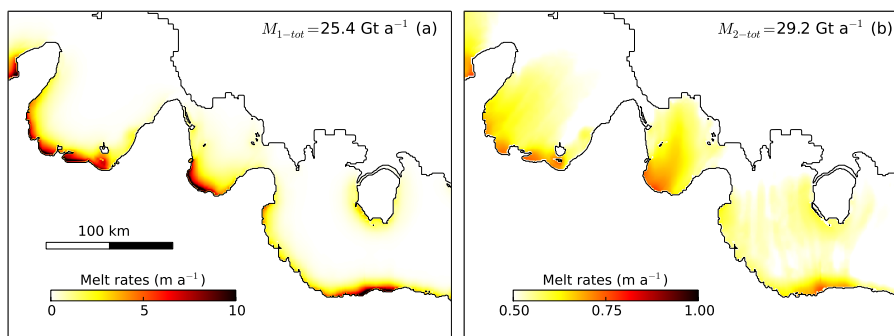 M1−tot=25.4 Gt a−1 (a)
100 km
Melt rates (m a−1)
0 5 10
M2−tot=29.2 Gt a−1 (b)
Melt rates (m a−1)
0.50 0.75 1.00